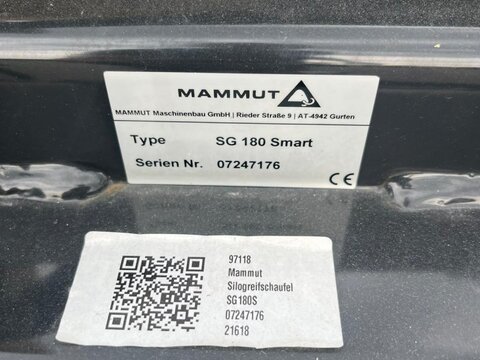 MAMMUT
MAMMUT Maschinenbau GmbH | Rieder Straße 9 | AT-4942 Gurten
Type SG 180 Smart
Serien Nr. 07247176
CE
97118
Mammut
Silogreifschaufel
SG180S
07247176
21618